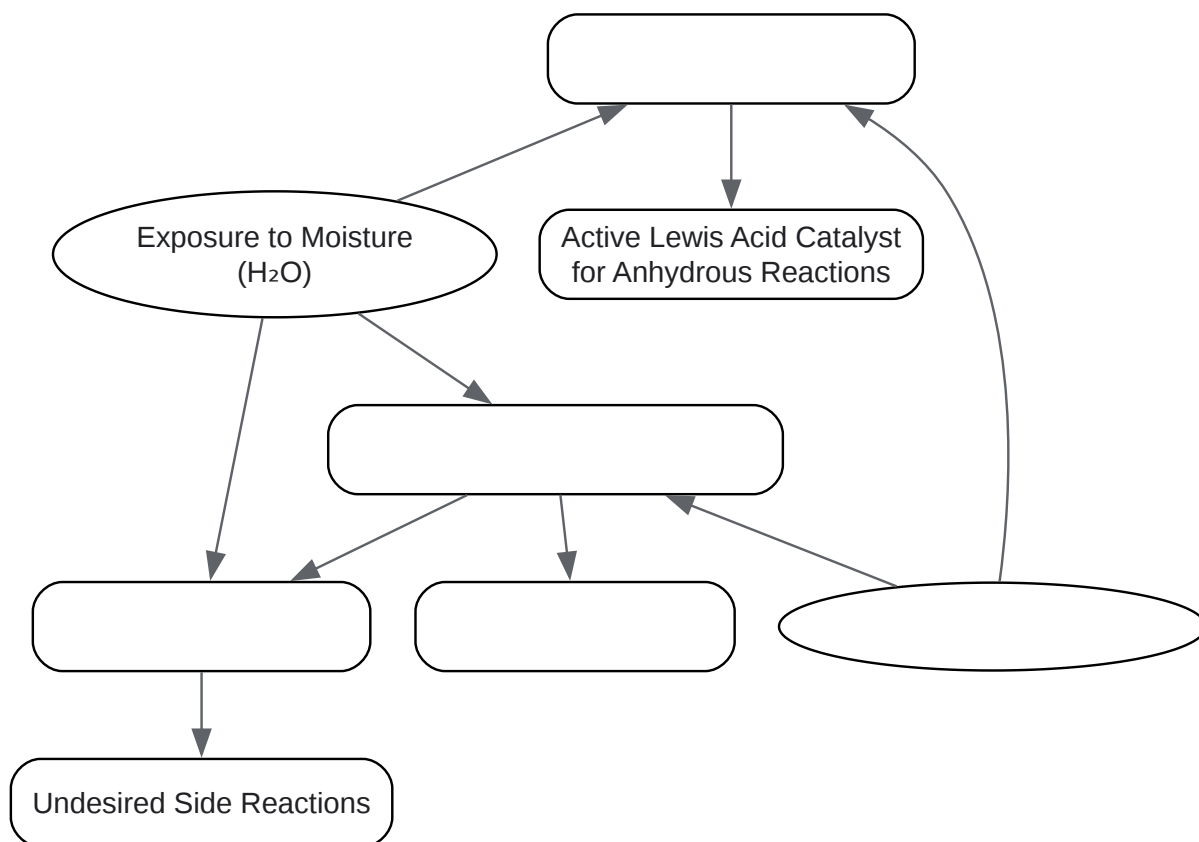 Exposure to Moisture
(H₂O)
Active Lewis Acid Catalyst
for Anhydrous Reactions
Undesired Side Reactions